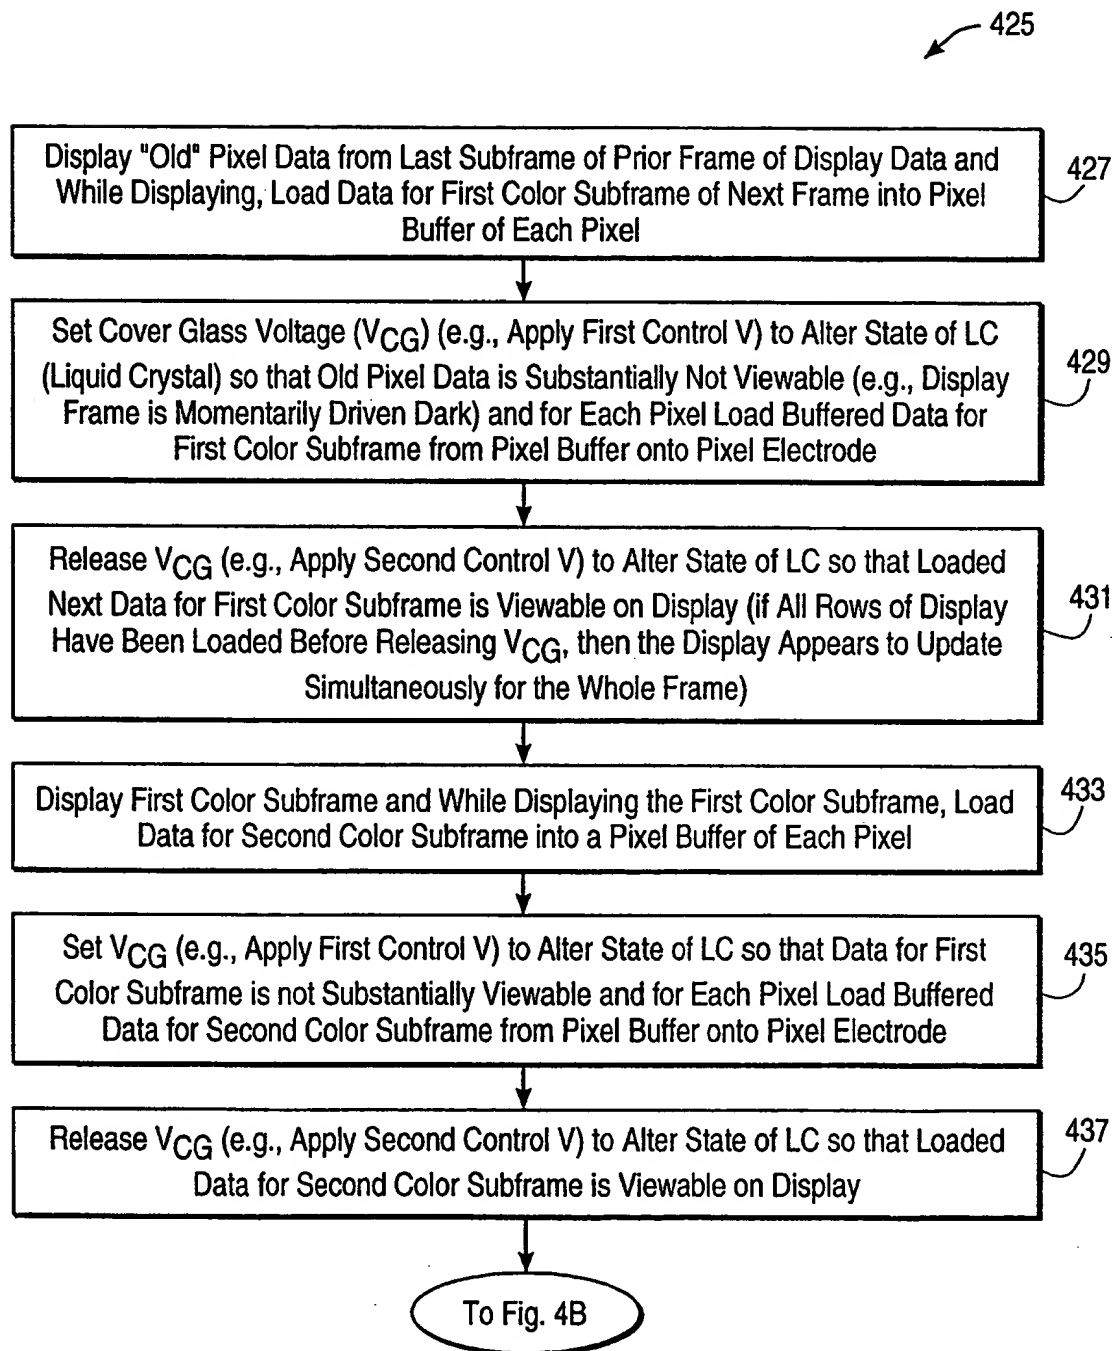 425
Display "Old" Pixel Data from Last Subframe of Prior Frame of Display Data and
While Displaying, Load Data for First Color Subframe of Next Frame into Pixel
Buffer of Each Pixel
427
Set Cover Glass Voltage (VCG) (e.g., Apply First Control V) to Alter State of LC
(Liquid Crystal) so that Old Pixel Data is Substantially Not Viewable (e.g., Display
Frame is Momentarily Driven Dark) and for Each Pixel Load Buffered Data for
First Color Subframe from Pixel Buffer onto Pixel Electrode
429
Release VCG (e.g., Apply Second Control V) to Alter State of LC so that Loaded
Next Data for First Color Subframe is Viewable on Display (if All Rows of Display
Have Been Loaded Before Releasing VCG, then the Display Appears to Update
Simultaneously for the Whole Frame)
431
Display First Color Subframe and While Displaying the First Color Subframe, Load
Data for Second Color Subframe into a Pixel Buffer of Each Pixel
433
Set VCG (e.g., Apply First Control V) to Alter State of LC so that Data for First
Color Subframe is not Substantially Viewable and for Each Pixel Load Buffered
Data for Second Color Subframe from Pixel Buffer onto Pixel Electrode
435
Release VCG (e.g., Apply Second Control V) to Alter State of LC so that Loaded
Data for Second Color Subframe is Viewable on Display
437
To Fig. 4B